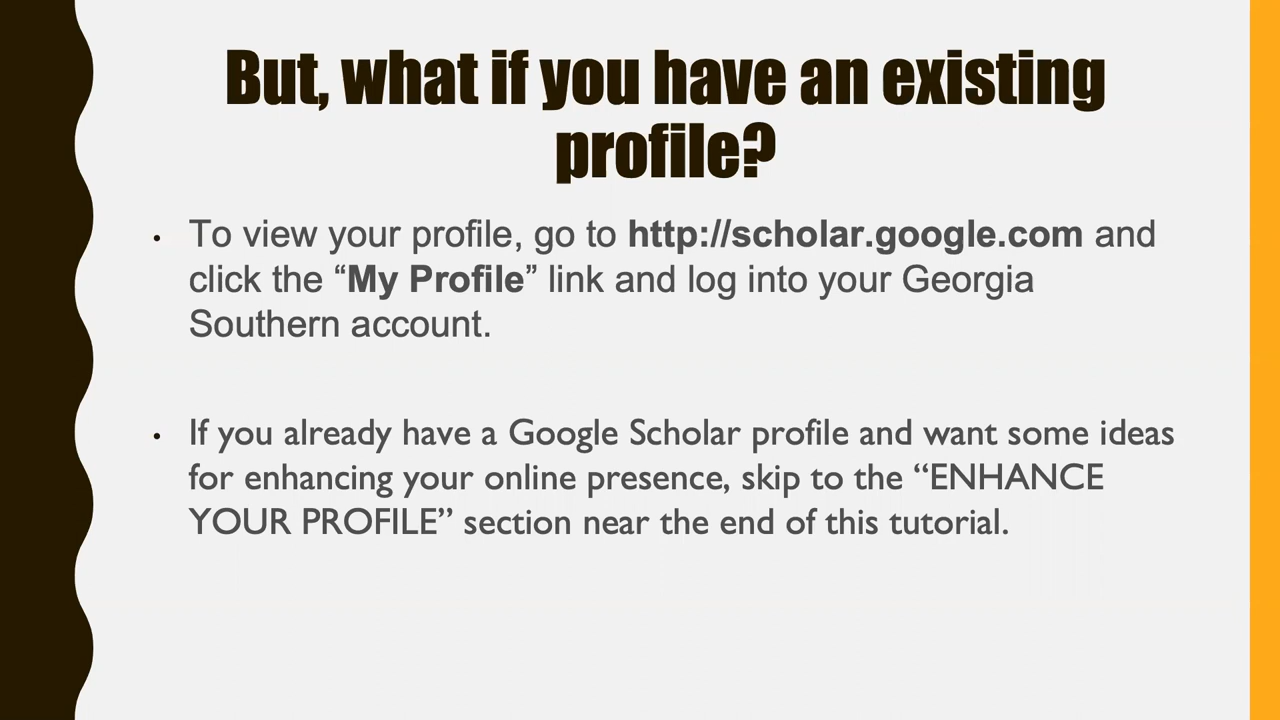 But, what if you have an existing
profile?
• To view your profile, go to http://scholar.google.com and
click the “My Profile” link and log into your Georgia
Southern account.
• If you already have a Google Scholar profile and want some ideas
for enhancing your online presence, skip to the “ENHANCE
YOUR PROFILE” section near the end of this tutorial.